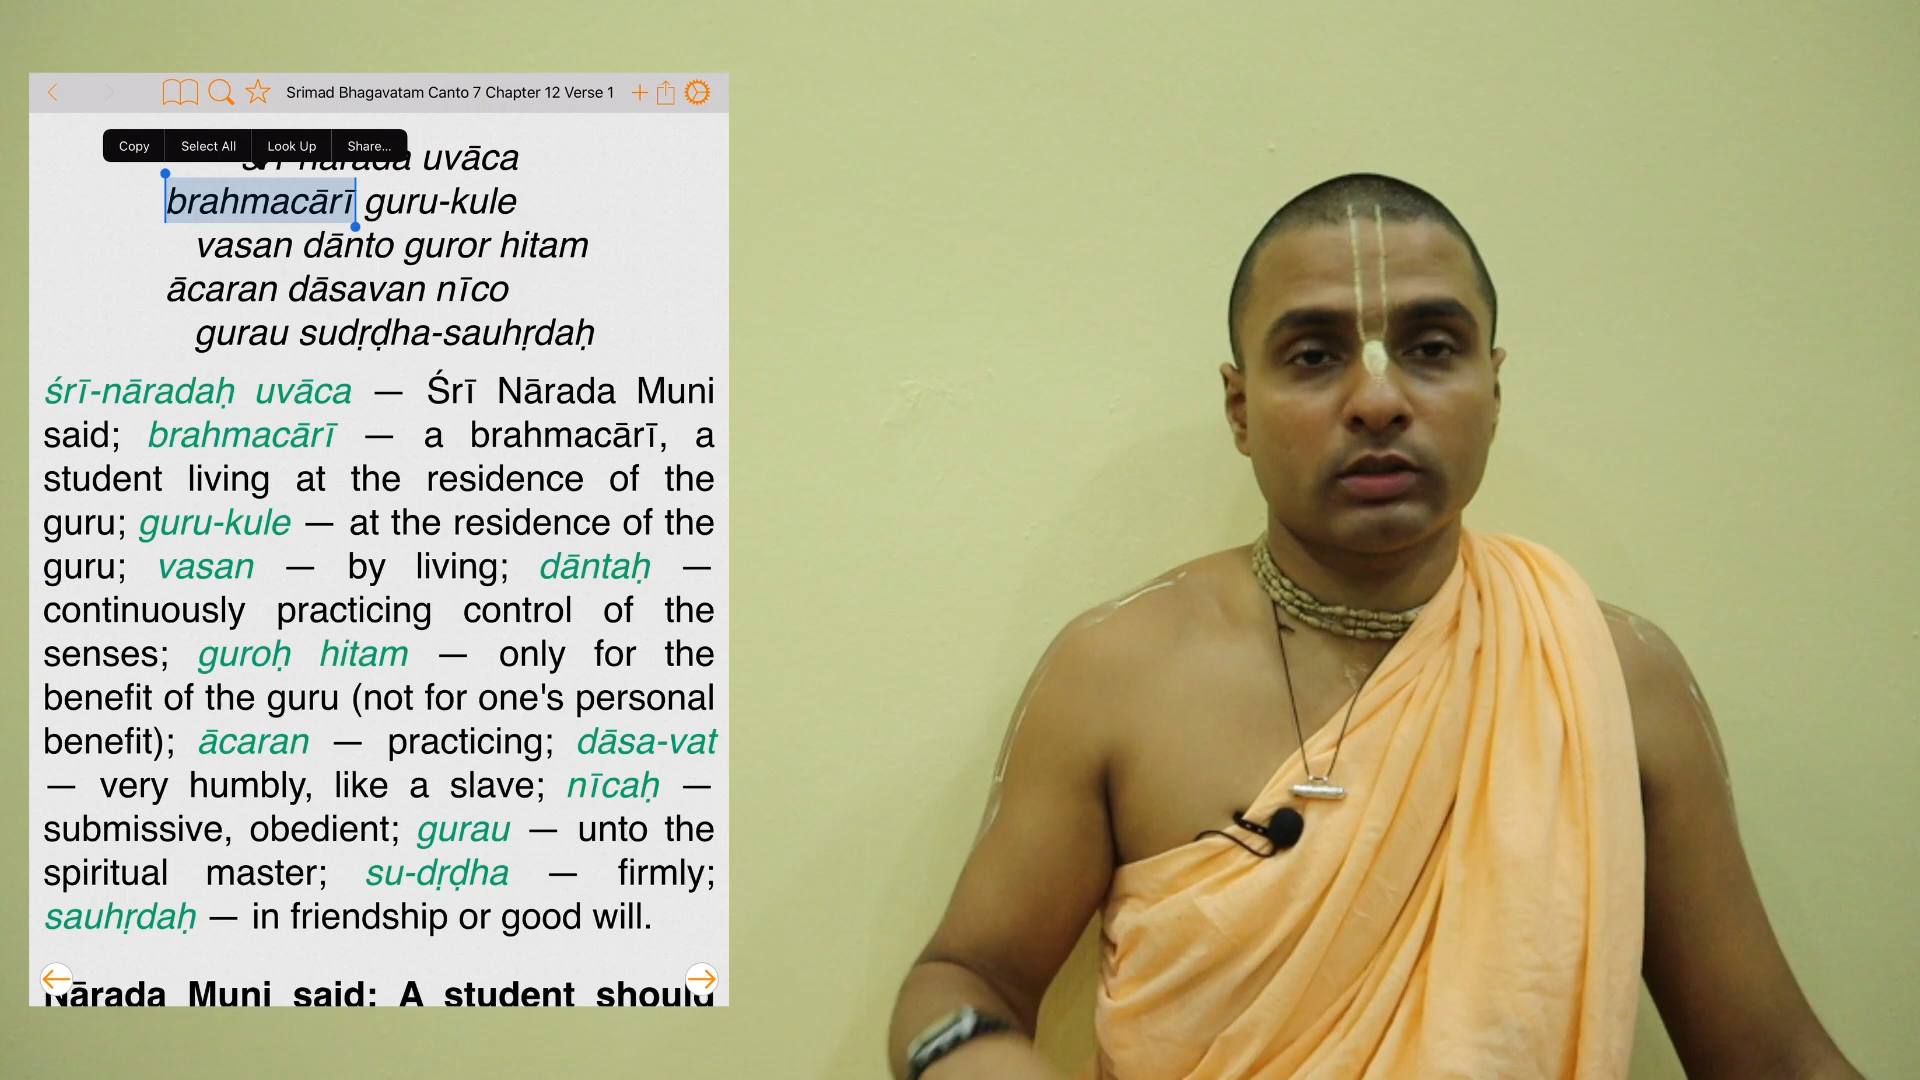 Srimad Bhagavatam Canto 7 Chapter 12 Verse 1
Copy Select All Look Up Share...
śrī-nārada uvāca
brahmacārī guru-kule
vasan dānto guror hitam
ācaran dāsavan nīco
gurau sudṛḍha-sauhṛdaḥ
śrī-nāradaḥ uvāca — Śrī Nārada Muni
said; brahmacārī — a brahmacārī, a
student living at the residence of the
guru; guru-kule — at the residence of the
guru; vasan — by living; dāntaḥ —
continuously practicing control of the
senses; guroḥ hitam — only for the
benefit of the guru (not for one's personal
benefit); ācaran — practicing; dāsa-vat
— very humbly, like a slave; nīcaḥ —
submissive, obedient; gurau — unto the
spiritual master; su-dṛḍha — firmly;
sauhṛdaḥ — in friendship or good will.
Nārada Muni said: A student should